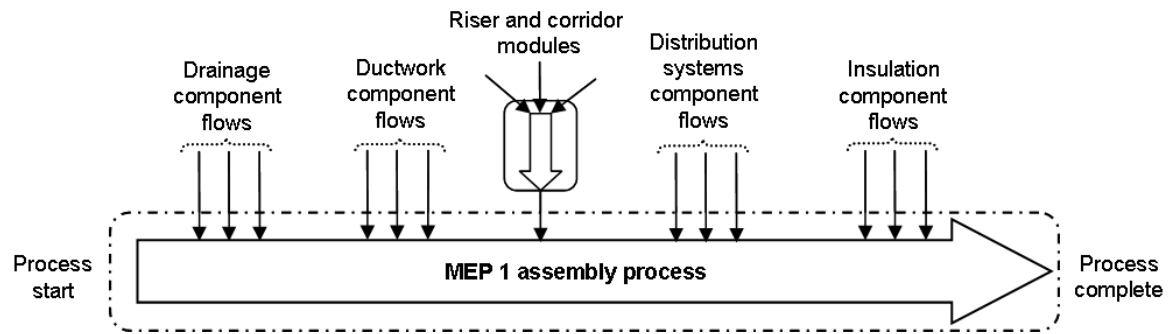 Riser and corridor
modules
Drainage
component
flows
Ductwork
component
flows
Distribution
systems
component
flows
Insulation
component
flows
Process
start
MEP 1 assembly process
Process
complete